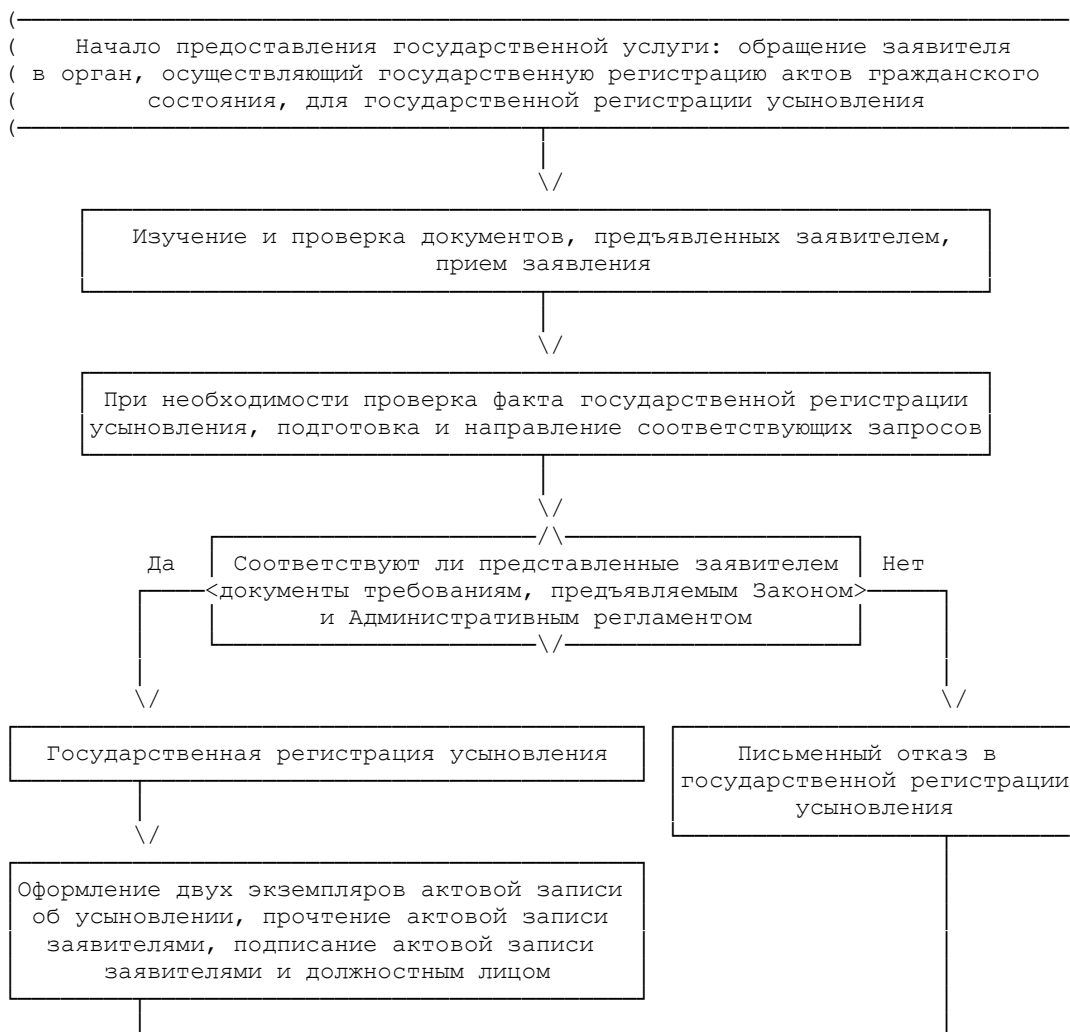 Начало предоставления государственной услуги: обращение заявителя
в орган, осуществляющий государственную регистрацию актов гражданского
состояния, для государственной регистрации усыновления
Изучение и проверка документов, предъявленных заявителем,
прием заявления
При необходимости проверка факта государственной регистрации
усыновления, подготовка и направление соответствующих запросов
Да
Соответствуют ли представленные заявителем
документы требованиям, предъявляемым Законом
и Административным регламентом
Нет
Государственная регистрация усыновления
Письменный отказ в
государственной регистрации
усыновления
Оформление двух экземпляров актовой записи
об усыновлении, прочтение актовой записи
заявителями, подписание актовой записи
заявителями и должностным лицом